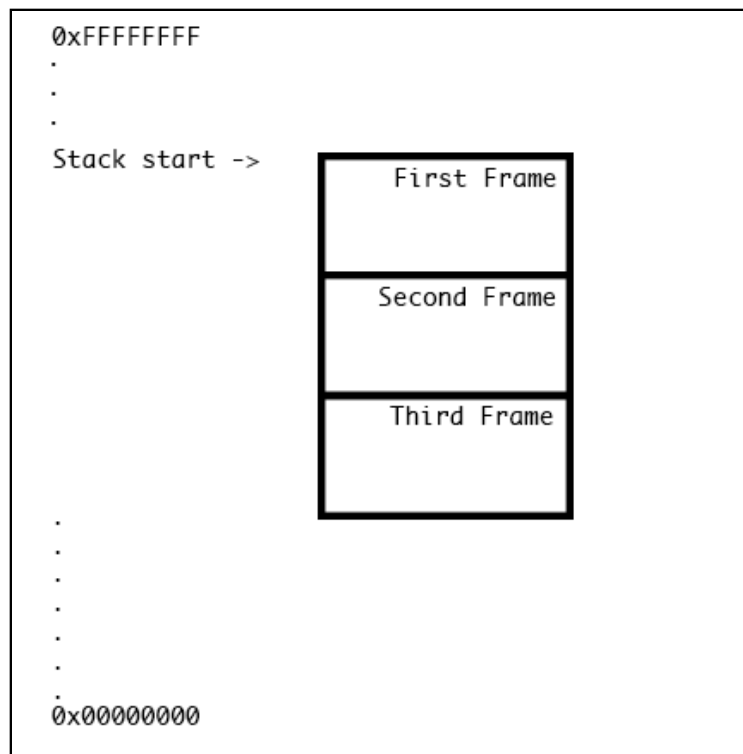 0xFFFFFFFF
.
.
.
Stack start ->
First Frame
Second Frame
Third Frame
.
.
.
.
.
.
.
0x00000000